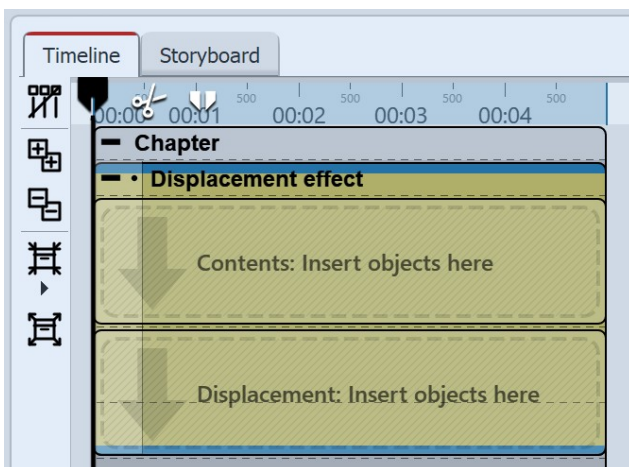 Timeline Storyboard
500 500 500 500
00:00 00:01 00:02 00:03 00:04
Chapter
Displacement effect
Contents: Insert objects here
Displacement: Insert objects here